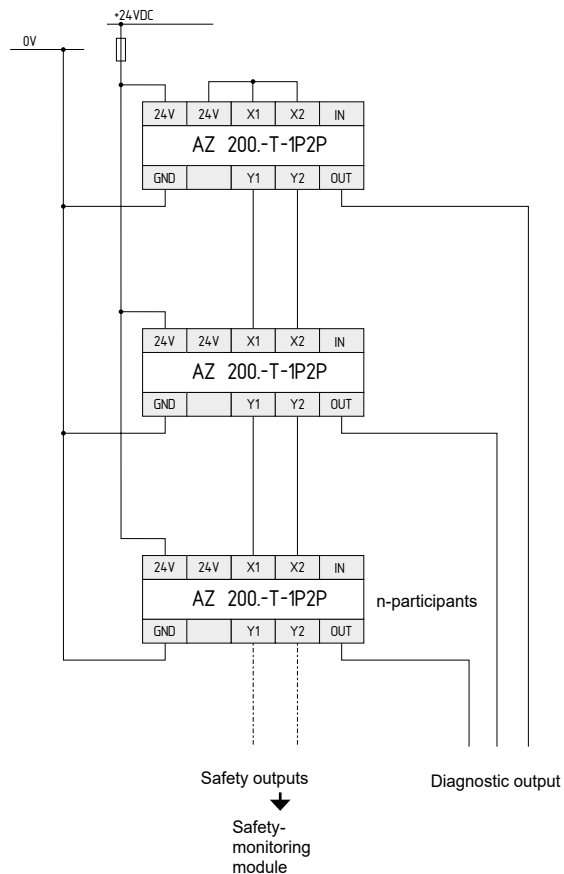 +24VDC
0V
24V 24V X1 X2 IN
AZ 200.-T-1P2P
GND Y1 Y2 OUT
24V 24V X1 X2 IN
AZ 200.-T-1P2P
GND Y1 Y2 OUT
24V 24V X1 X2 IN
AZ 200.-T-1P2P
n-participants
GND Y1 Y2 OUT
Safety outputs
Diagnostic output
Safety-
monitoring
module